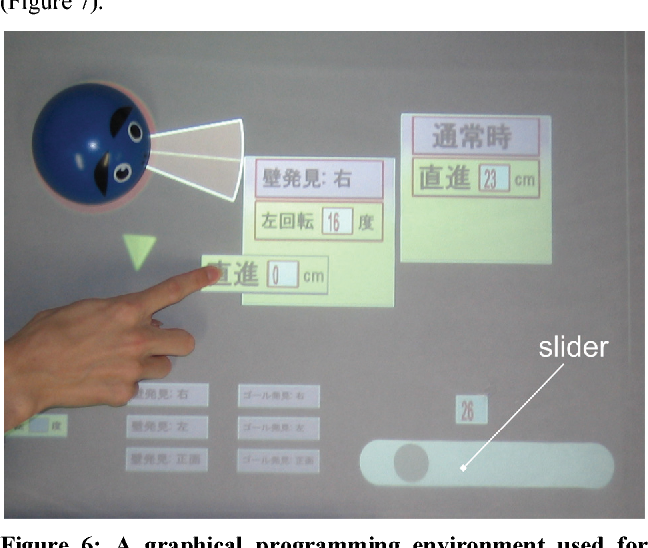 (Figure 7).
通常時
直進 23 cm
壁発見: 右
左回転 16 度
直進 0 cm
slider
壁発見: 右
ゴール発見: 右
26
度
壁発見: 左
ゴール発見: 左
壁発見: 正面
ゴール発見: 正面
Figure 6: A graphical programming environment used for